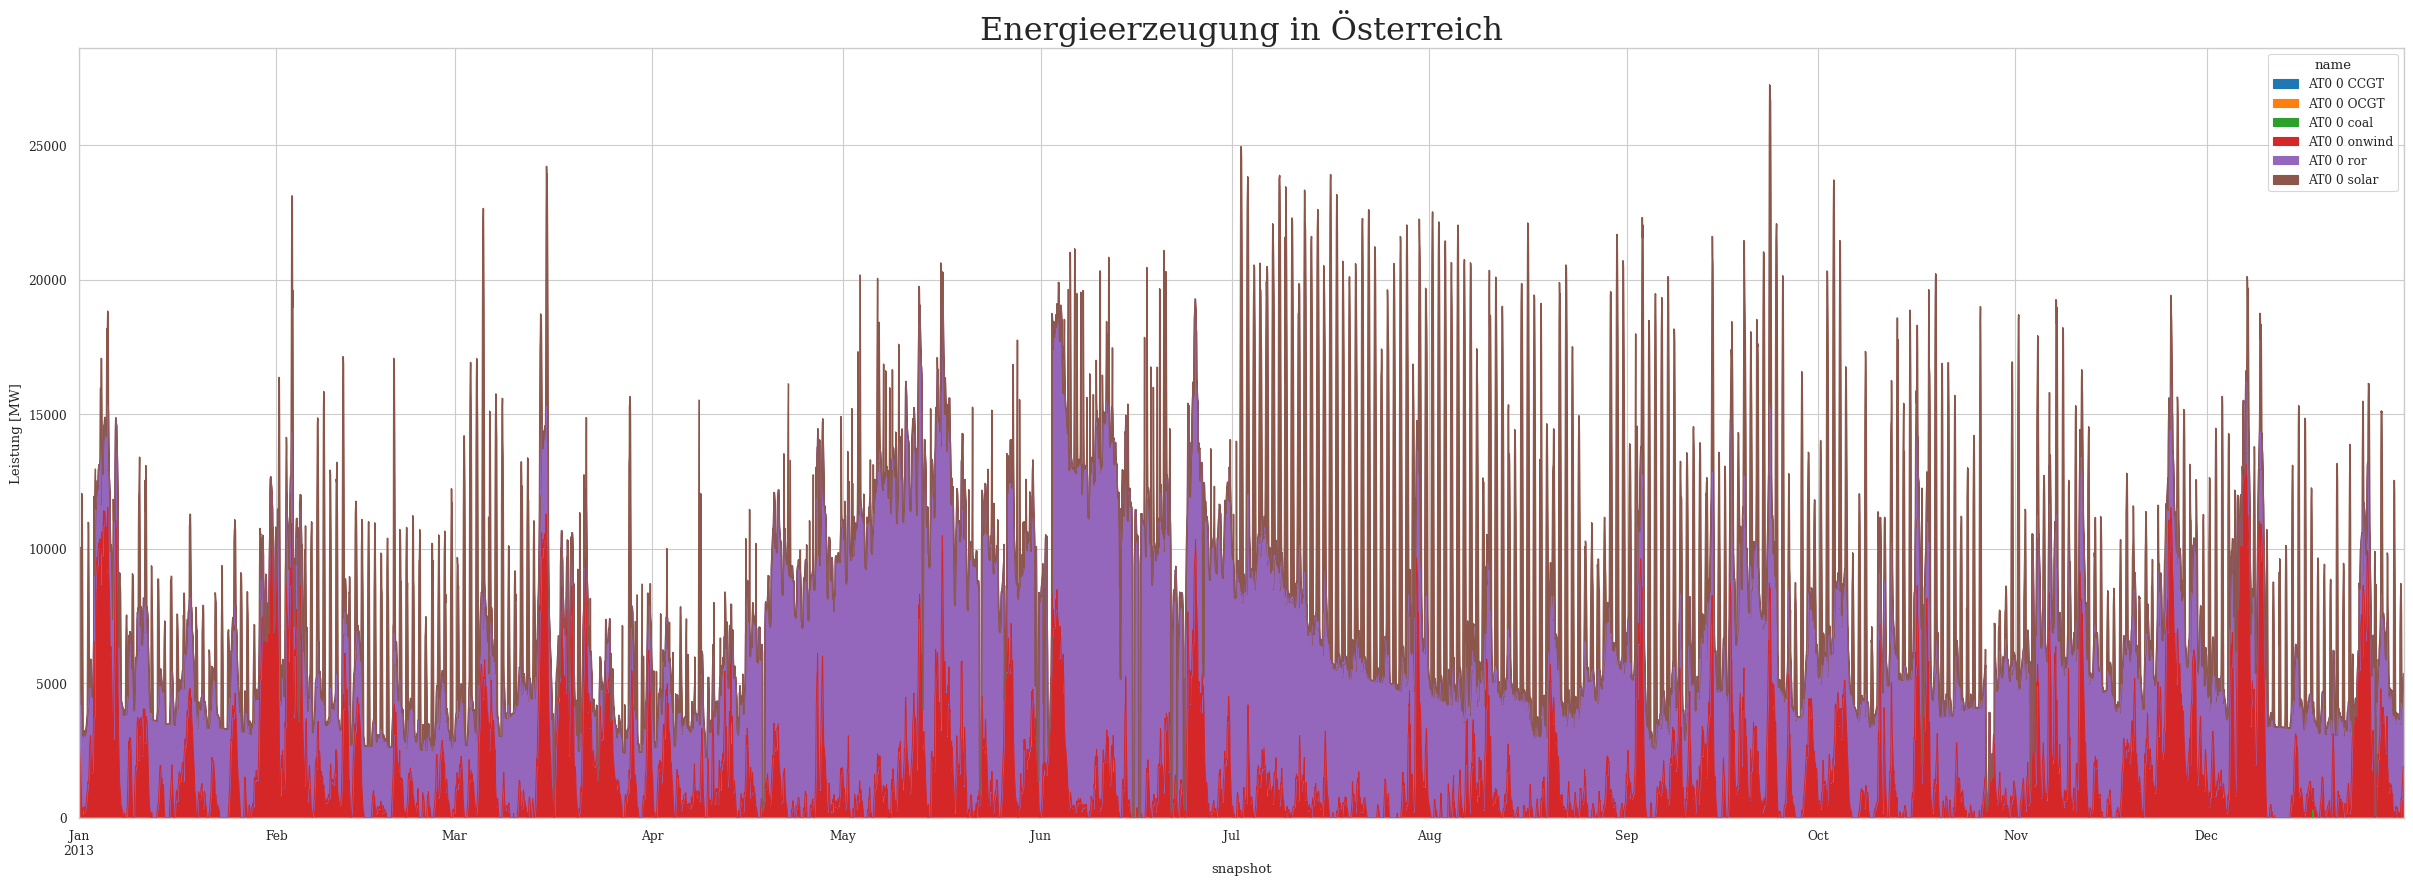 Energieerzeugung in Österreich
name
AT0 0 CCGT
AT0 0 OCGT
AT0 0 coal
AT0 0 onwind
AT0 0 ror
AT0 0 solar
Leistung [MW]
25000
20000
15000
10000
5000
0
Jan Feb Mar Apr May Jun Jul Aug Sep Oct Nov Dec
2013
snapshot